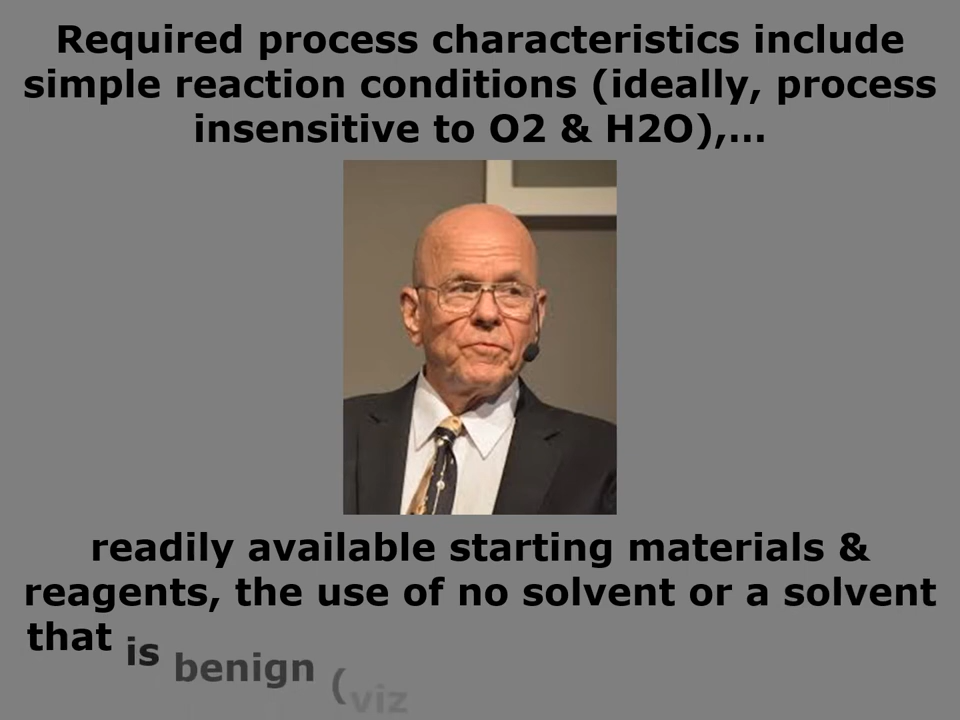 Required process characteristics include
simple reaction conditions (ideally, process
insensitive to O2 & H2O),...
readily available starting materials &
reagents, the use of no solvent or a solvent
that is benign (viz